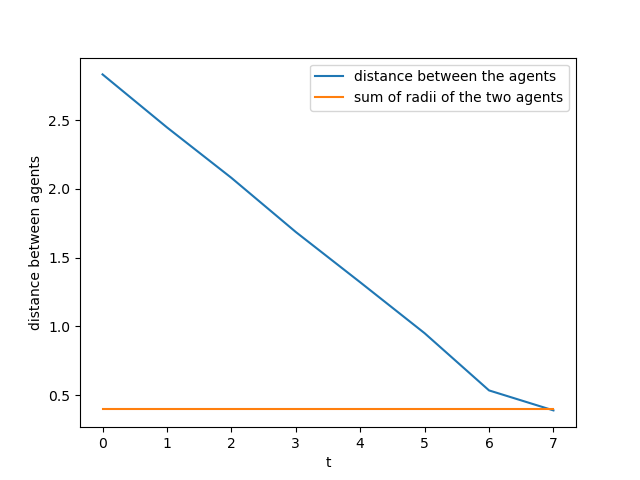 distance between the agents
sum of radii of the two agents
distance between agents
2.5
2.0
1.5
1.0
0.5
0 1 2 3 4 5 6 7
t